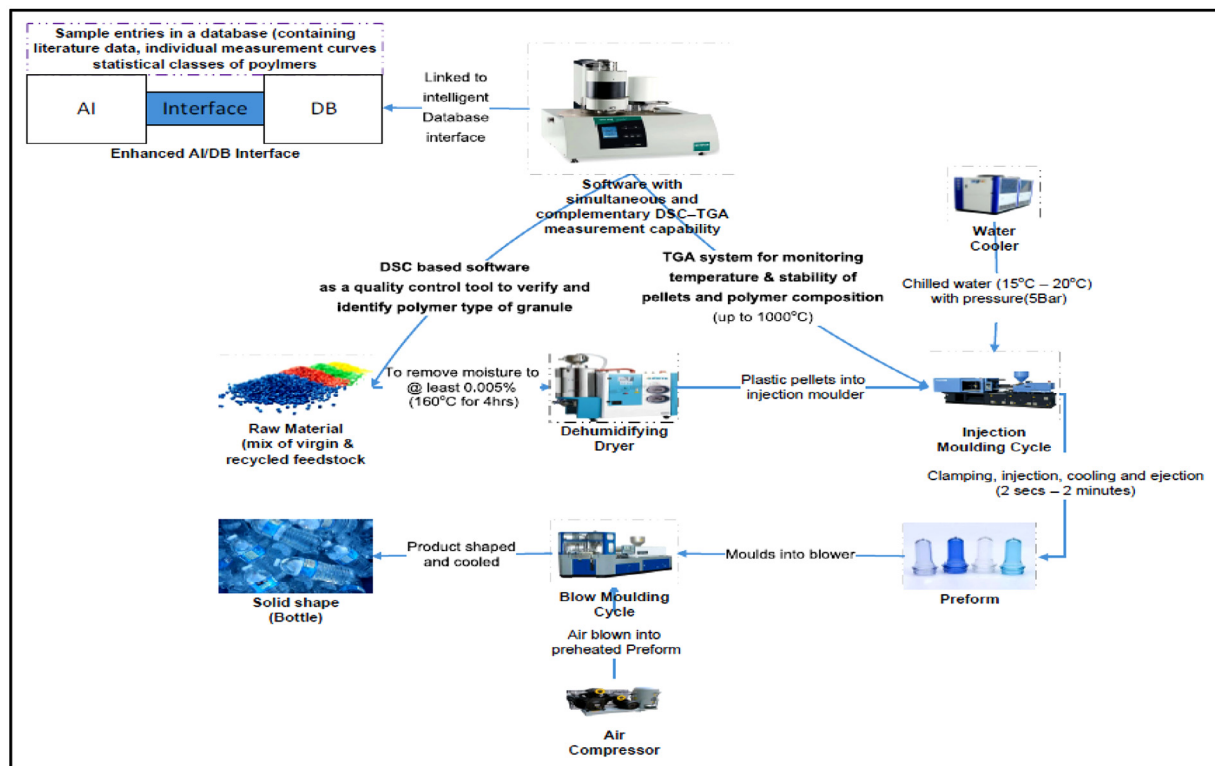 Sample entries in a database (containing
literature data, individual measurement curves
statistical classes of poylmers
AI
Interface
DB
Enhanced AI/DB Interface
Linked to
intelligent
Database
interface
Software with
simultaneous and
complementary DSC–TGA
measurement capability
Water
Cooler
DSC based software
as a quality control tool to verify and
identify polymer type of granule
TGA system for monitoring
temperature & stability of
pellets and polymer composition
(up to 1000°C)
Chilled water (15°C – 20°C)
with pressure(5Bar)
To remove moisture to
@ least 0.005%
(160°C for 4hrs)
Plastic pellets into
injection moulder
Raw Material
(mix of virgin &
recycled feedstock
Dehumidifying
Dryer
Injection
Moulding Cycle
Clamping, injection, cooling and ejection
(2 secs – 2 minutes)
Product shaped
and cooled
Moulds into blower
Solid shape
(Bottle)
Blow Moulding
Cycle
Preform
Air blown into
preheated Preform
Air
Compressor